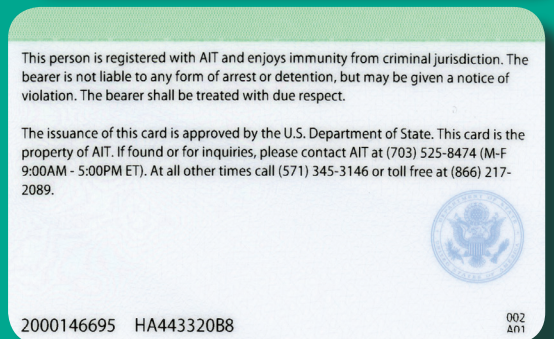 This person is registered with AIT and enjoys immunity from criminal jurisdiction. The
bearer is not liable to any form of arrest or detention, but may be given a notice of
violation. The bearer shall be treated with due respect.
The issuance of this card is approved by the U.S. Department of State. This card is the
property of AIT. If found or for inquiries, please contact AIT at (703) 525-8474 (M-F
9:00AM - 5:00PM ET). At all other times call (571) 345-3146 or toll free at (866) 217-
2089.
2000146695 HA443320B8
002
A01